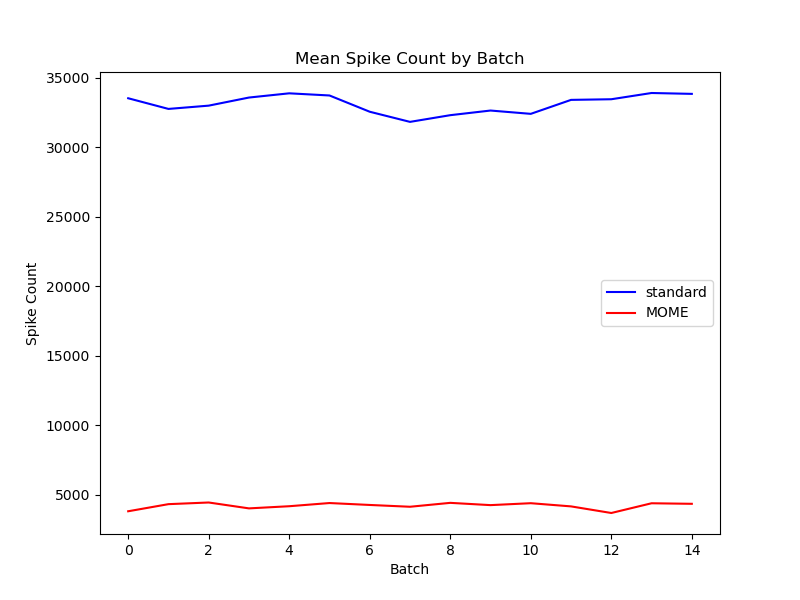 Mean Spike Count by Batch
35000
30000
25000
20000
15000
10000
5000
Spike Count
standard
MOME
0 2 4 6 8 10 12 14
Batch